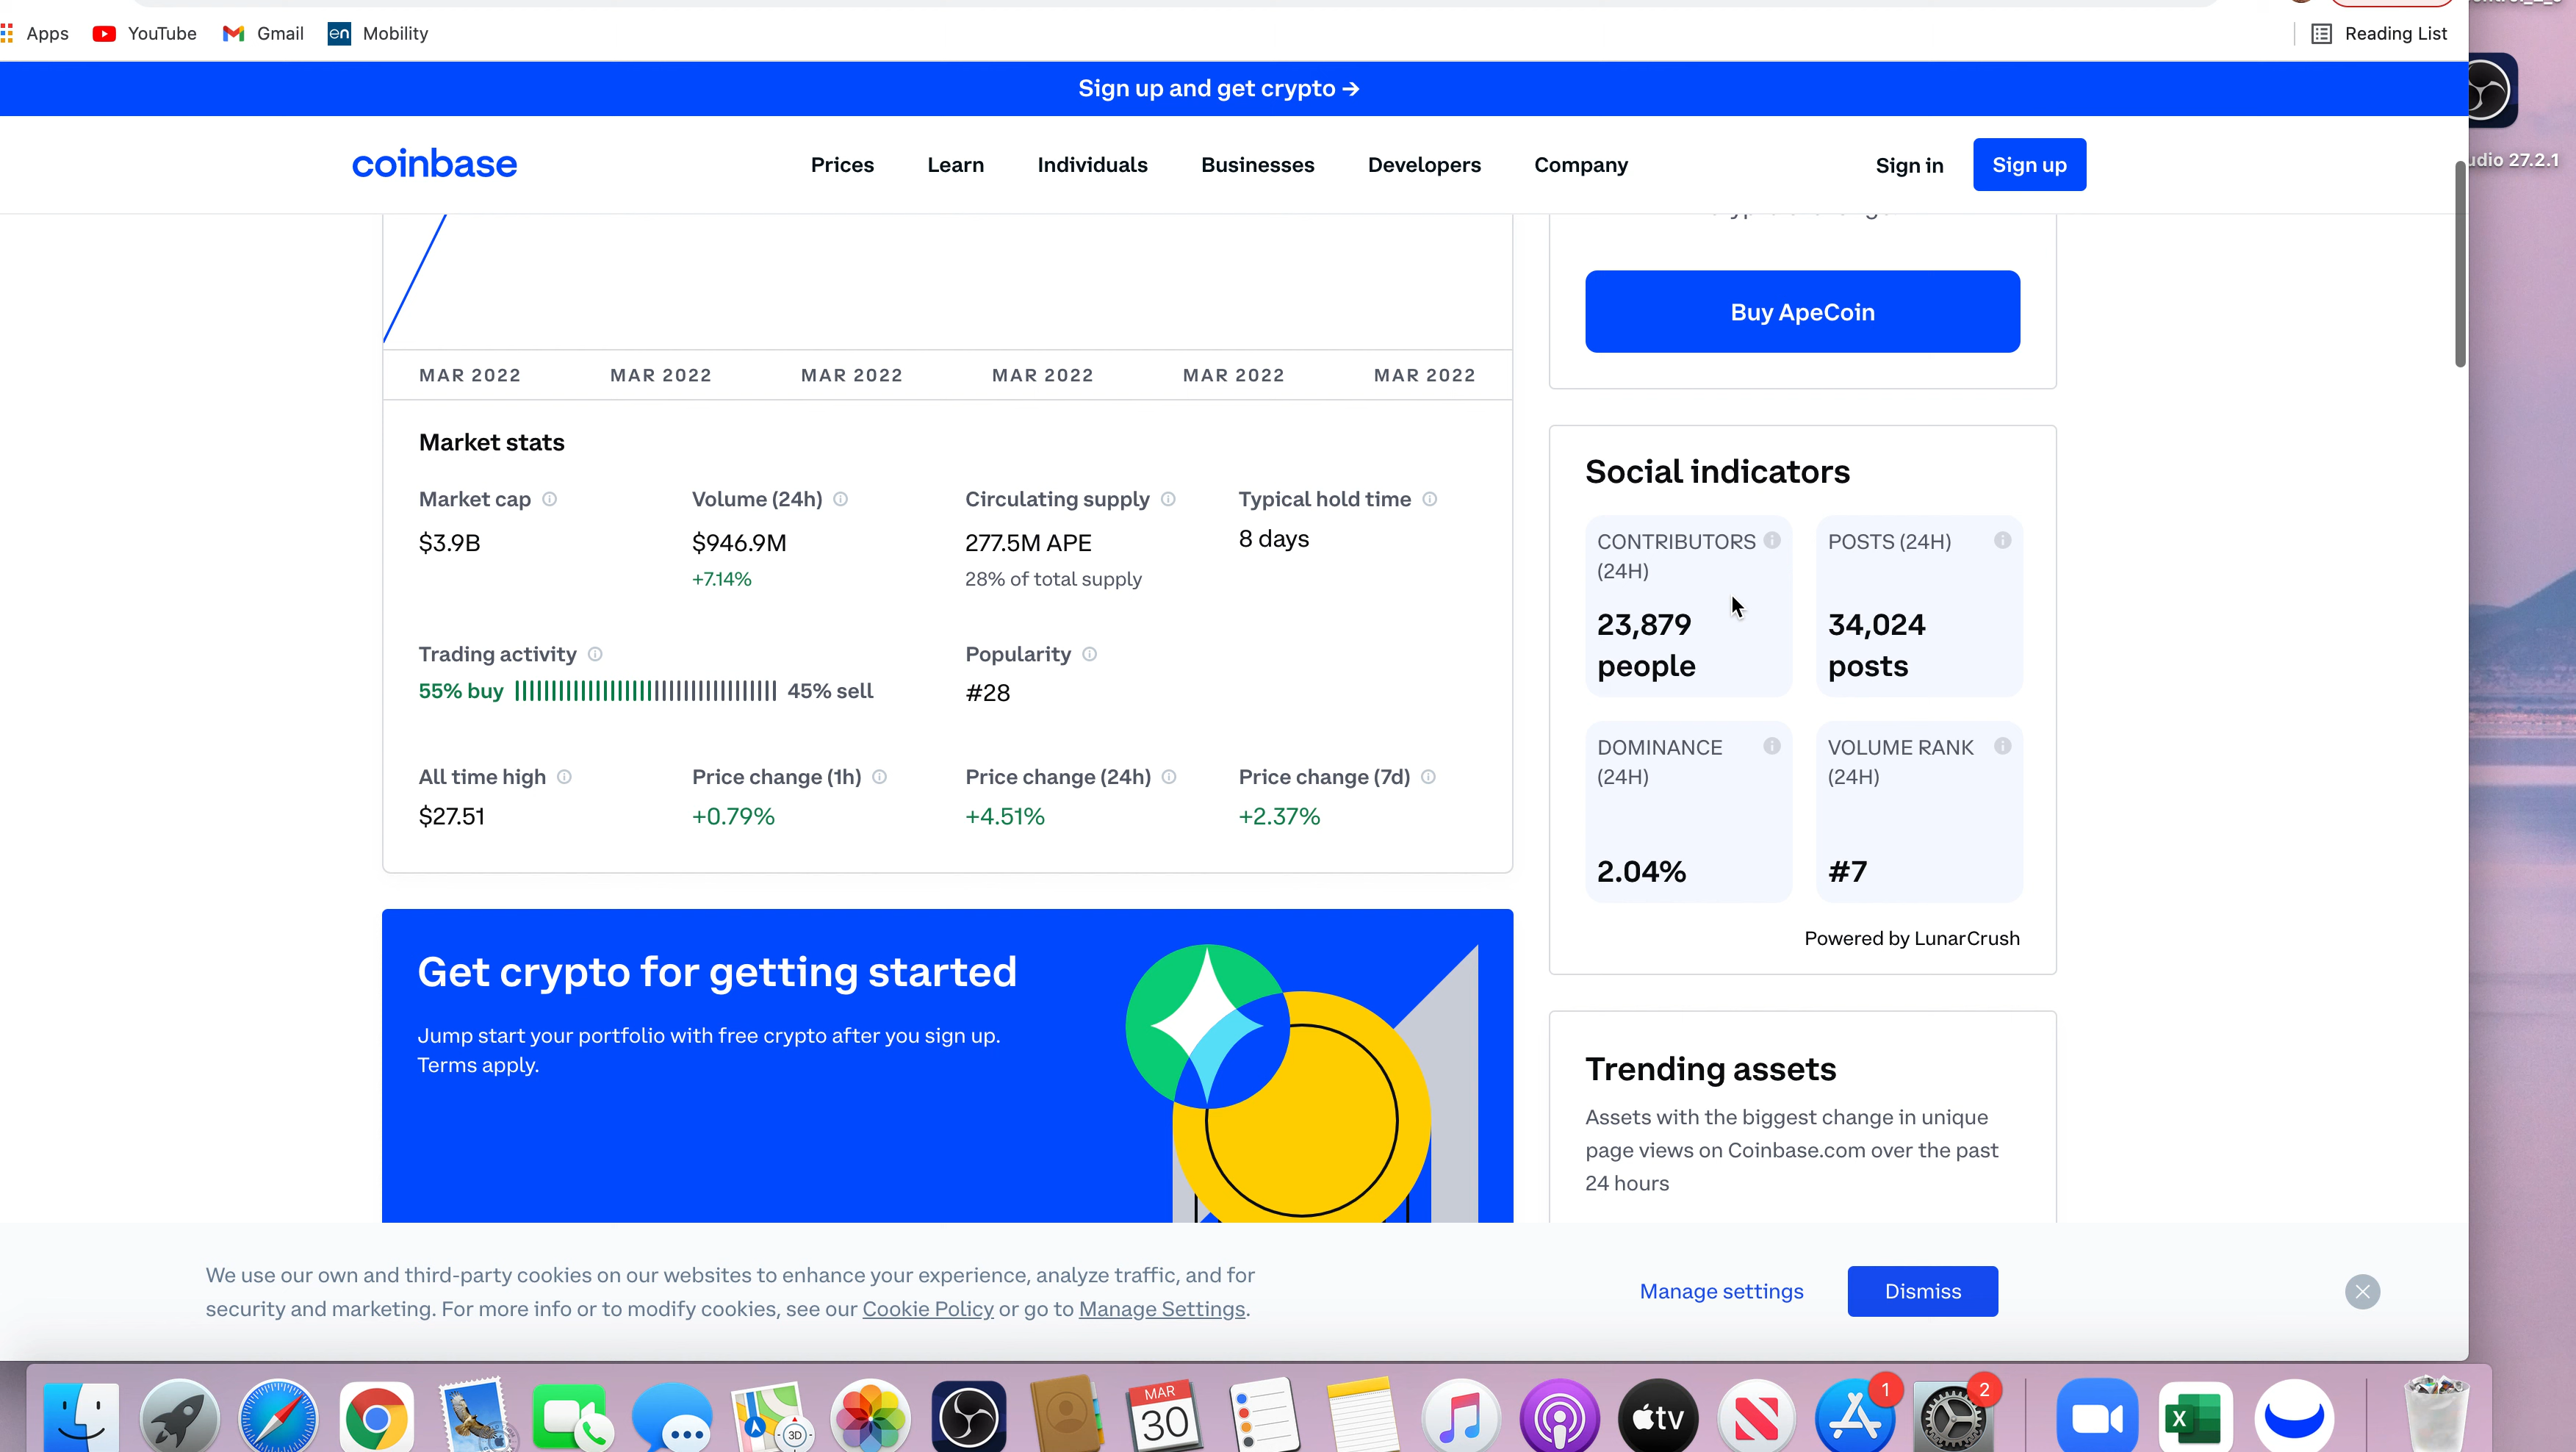 Apps YouTube Gmail en Mobility Reading List
Sign up and get crypto →
coinbase Prices Learn Individuals Businesses Developers Company Sign in Sign up
udio 27.2.1
Buy ApeCoin
MAR 2022 MAR 2022 MAR 2022 MAR 2022 MAR 2022 MAR 2022
Market stats
Market cap Volume (24h) Circulating supply Typical hold time
$3.9B $946.9M 277.5M APE 8 days
+7.14% 28% of total supply
Trading activity Popularity
55% buy 45% sell #28
All time high Price change (1h) Price change (24h) Price change (7d)
$27.51 +0.79% +4.51% +2.37%
Social indicators
CONTRIBUTORS
(24H)
23,879
people
POSTS (24H)
34,024
posts
DOMINANCE
(24H)
2.04%
VOLUME RANK
(24H)
#7
Powered by LunarCrush
Get crypto for getting started
Jump start your portfolio with free crypto after you sign up.
Terms apply.
Trending assets
Assets with the biggest change in unique
page views on Coinbase.com over the past
24 hours
We use our own and third-party cookies on our websites to enhance your experience, analyze traffic, and for
security and marketing. For more info or to modify cookies, see our Cookie Policy or go to Manage Settings.
Manage settings Dismiss
3D
MAR
30
tv
1
2
X